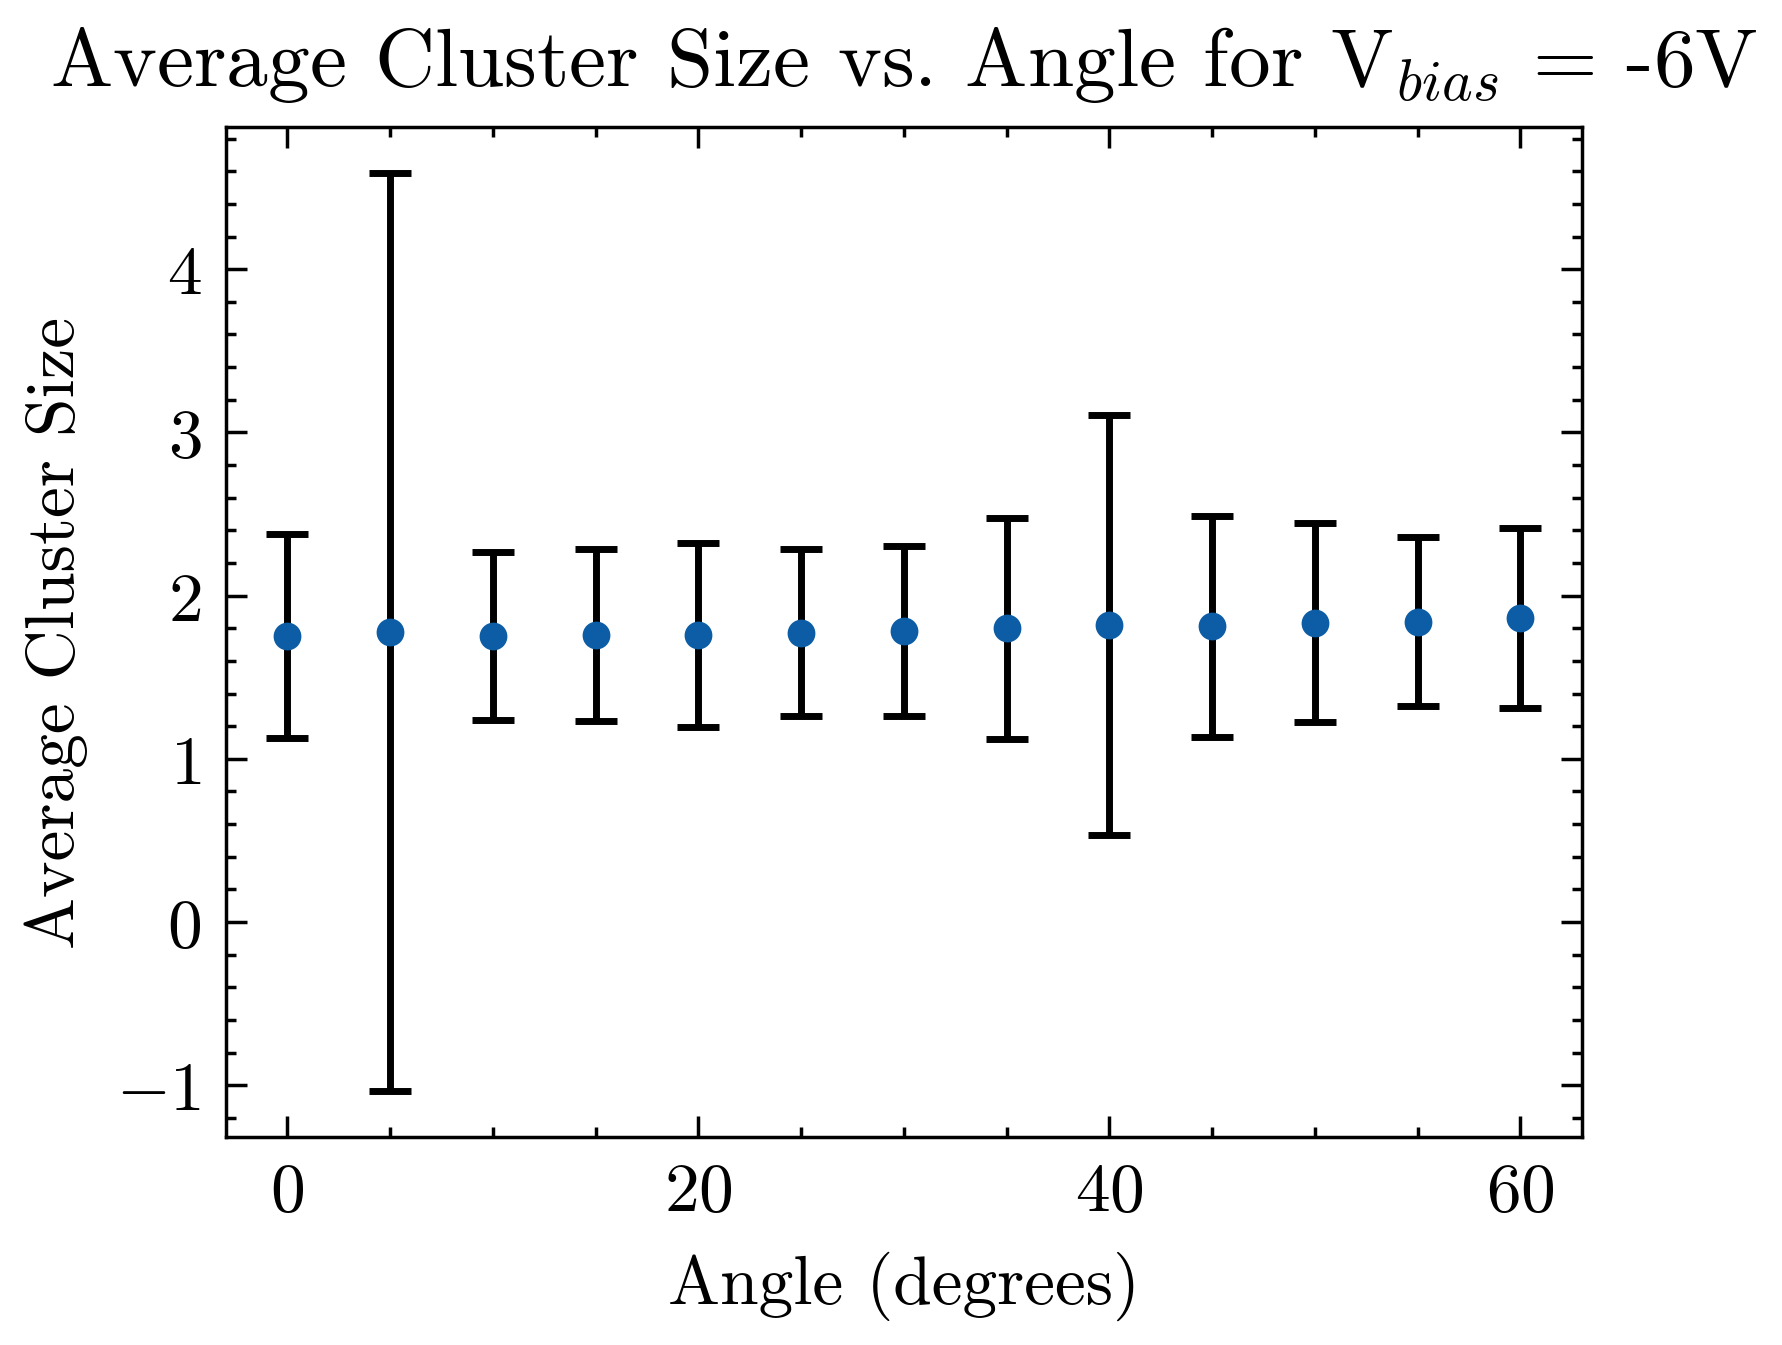 Average Cluster Size vs. Angle for V_bias = -6V
Average Cluster Size
4
3
2
1
0
−1
0 20 40 60
Angle (degrees)